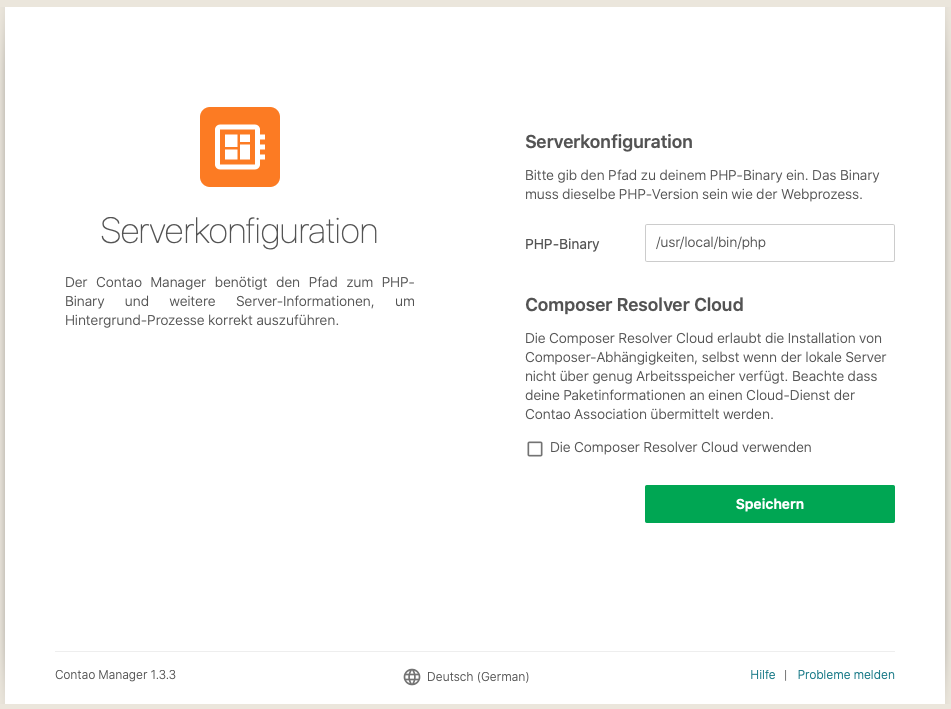 Serverkonfiguration
Der Contao Manager benötigt den Pfad zum PHP-
Binary und weitere Server-Informationen, um
Hintergrund-Prozesse korrekt auszuführen.
Serverkonfiguration
Bitte gib den Pfad zu deinem PHP-Binary ein. Das Binary
muss dieselbe PHP-Version sein wie der Webprozess.
PHP-Binary /usr/local/bin/php
Composer Resolver Cloud
Die Composer Resolver Cloud erlaubt die Installation von
Composer-Abhängigkeiten, selbst wenn der lokale Server
nicht über genug Arbeitsspeicher verfügt. Beachte dass
deine Paketinformationen an einen Cloud-Dienst der
Contao Association übermittelt werden.
Die Composer Resolver Cloud verwenden
Speichern
Contao Manager 1.3.3 Deutsch (German) Hilfe | Probleme melden